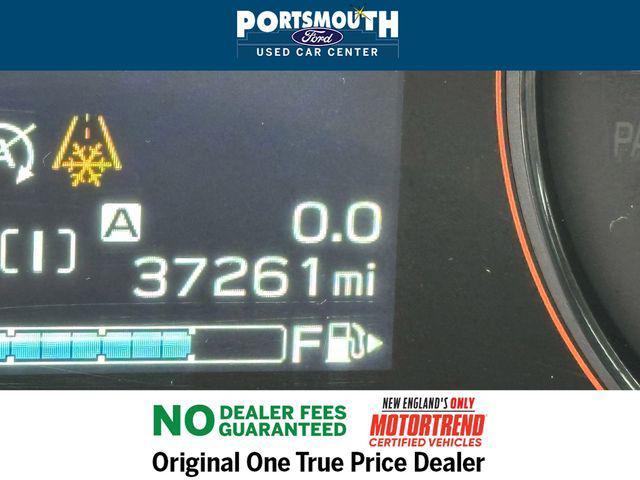 PORTSMOUTH
Ford
USED CAR CENTER
A
A 0.0
37261 mi
F
PA
NO DEALER FEES GUARANTEED
NEW ENGLAND'S ONLY
MOTORTREND
CERTIFIED VEHICLES
Original One True Price Dealer